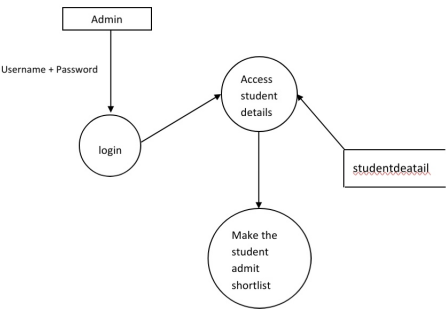 Admin
Username + Password
login
Access
student
details
studentdeatail
Make the
student
admit
shortlist